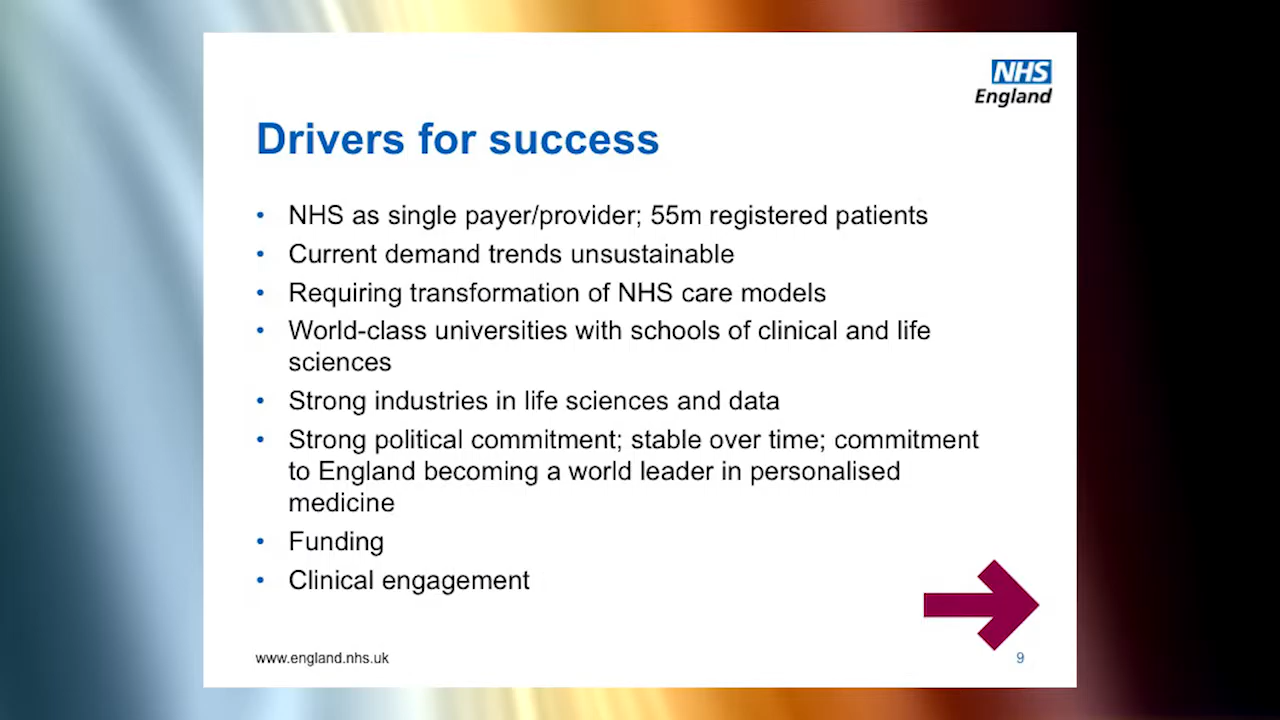 NHS
England
Drivers for success
• NHS as single payer/provider; 55m registered patients
• Current demand trends unsustainable
• Requiring transformation of NHS care models
• World-class universities with schools of clinical and life
sciences
• Strong industries in life sciences and data
• Strong political commitment; stable over time; commitment
to England becoming a world leader in personalised
medicine
• Funding
• Clinical engagement
www.england.nhs.uk
9